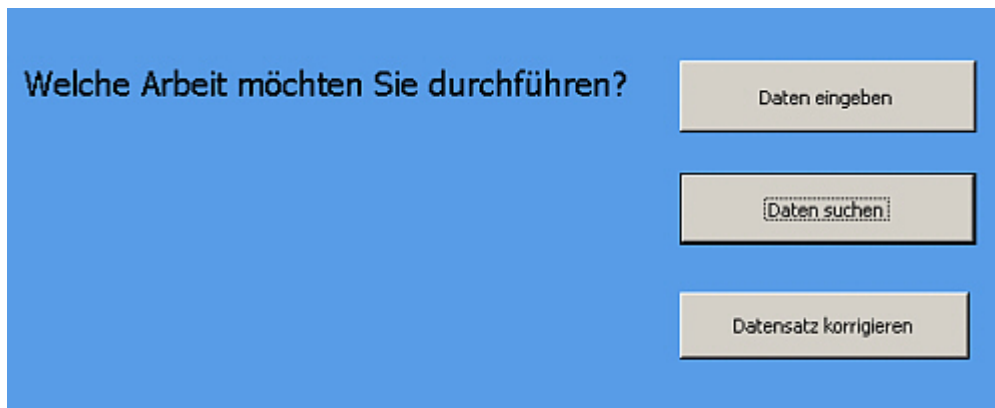 Welche Arbeit möchten Sie durchführen?
Daten eingeben
Daten suchen
Datensatz korrigieren